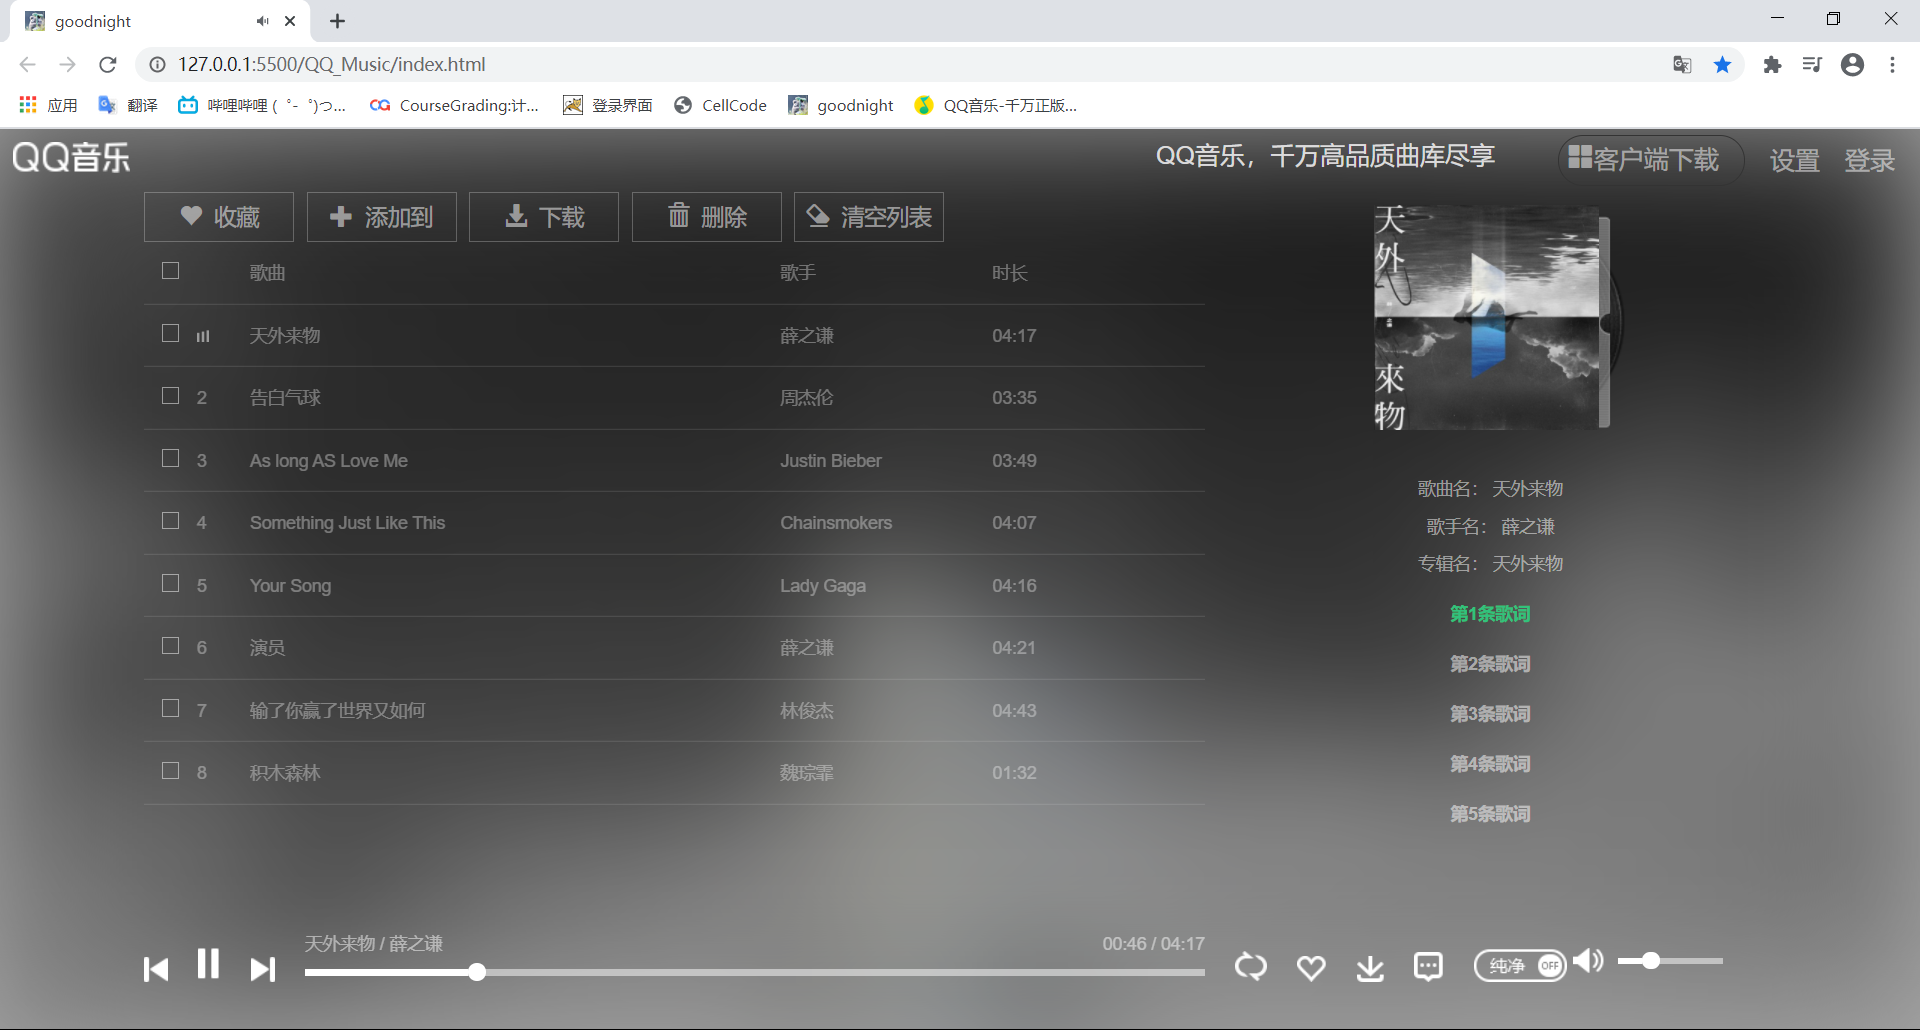 goodnight
127.0.0.1:5500/QQ_Music/index.html
应用 翻译 哔哩哔哩 ( ゜- ゜)つ... CourseGrading:计... 登录界面 CellCode goodnight QQ音乐-千万正版...
QQ音乐 QQ音乐，千万高品质曲库尽享 客户端下载 设置 登录
收藏 添加到 下载 删除 清空列表
歌曲 歌手 时长
天外来物 薛之谦 04:17
2 告白气球 周杰伦 03:35
3 As long AS Love Me Justin Bieber 03:49
4 Something Just Like This Chainsmokers 04:07
5 Your Song Lady Gaga 04:16
6 演员 薛之谦 04:21
7 输了你赢了世界又如何 林俊杰 04:43
8 积木森林 魏琮霏 01:32
天外
來物
歌曲名： 天外来物
歌手名： 薛之谦
专辑名： 天外来物
第1条歌词
第2条歌词
第3条歌词
第4条歌词
第5条歌词
天外来物 / 薛之谦 00:46 / 04:17
纯净 OFF